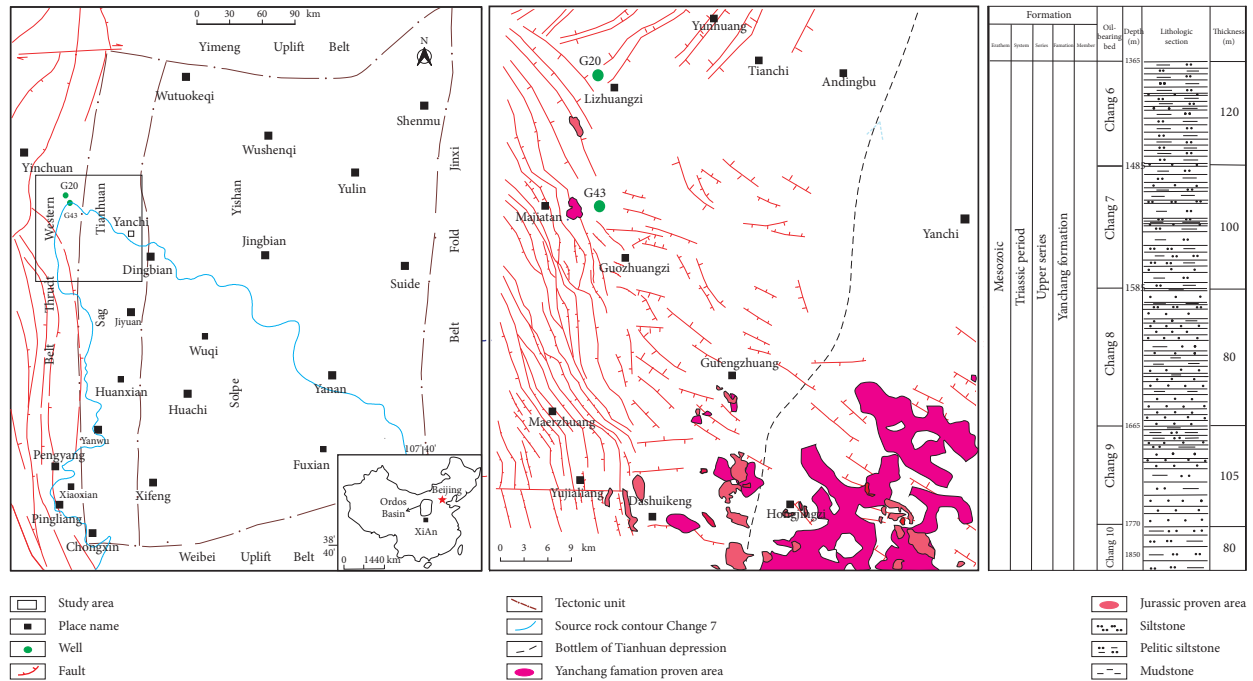 0 30 60 90 km
Yimeng Uplift Belt
N
Wutuokeqi
Shenmu
Wushenqi
Jinxi
Yinchuan
Yulin
G20
G43
Western
Tianhuan
Yishan
Yanchi
Jingbian
Fold
Dingbian
Suide
Thruct
Sag
Jiyuan
Belt
Wuqi
Belt
Solpe
Huanxian
Yanan
Huachi
Yanwu
Fuxian
107°40′
Pengyang
Xiaoxian
Xifeng
Pingliang
Chongxin
38°
40′
Weibei Uplift Belt
Beijing
Ordos
Basin
XiAn
0 1440 km
Yunhuang
G20
Tianchi
Andingbu
Lizhuangzi
G43
Majiatan
Yanchi
Guozhuangzi
Gufengzhuang
Maerzhuang
Yujialiang
Dashuikeng
Hongjingzi
0 3 6 9
km
Formation
Oil-
bearing
bed
Depth
(m)
Lithologic
section
Thickness
(m)
Erathem System Series Famation Member
1365
Chang 6
120
1485
Chang 7
100
1585
Mesozoic
Triassic period
Upper series
Yanchang formation
Chang 8
80
1665
Chang 9
105
1770
Chang 10
80
1850
Study area
Place name
Well
Fault
Tectonic unit
Source rock contour Change 7
Bottlem of Tianhuan depression
Yanchang famation proven area
Jurassic proven area
Siltstone
Pelitic siltstone
Mudstone